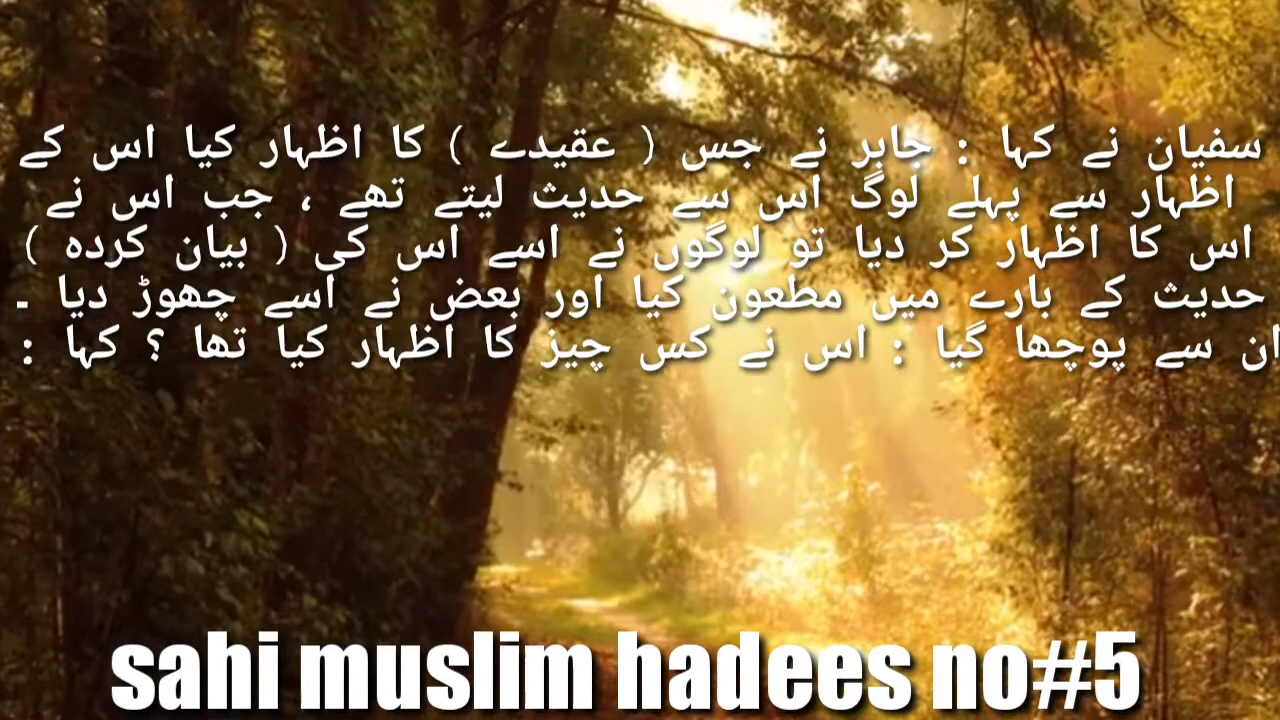 سفیان نے کہا : جابر نے جس ( عقیدے ) کا اظہار کیا اس کے
اظہار سے پہلے لوگ اس سے حدیث لیتے تھے ، جب اس نے
اس کا اظہار کر دیا تو لوگوں نے اسے اس کی ( بیان کردہ )
حدیث کے بارے میں مطعون کیا اور بعض نے اسے چھوڑ دیا ۔
ان سے پوچھا گیا : اس نے کس چیز کا اظہار کیا تھا ؟ کہا :
sahi muslim hadees no#5